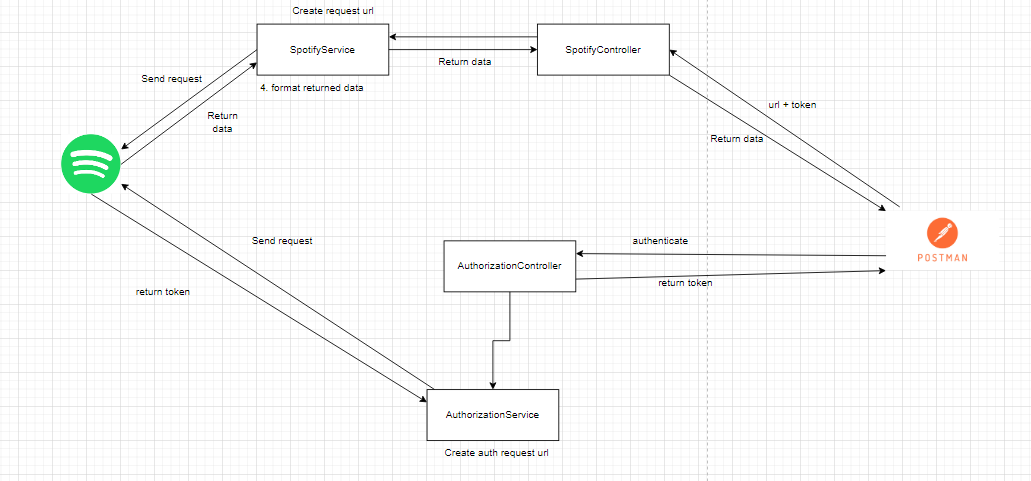 Create request url
SpotifyService
SpotifyController
Return data
Send request
4. format returned data
Return
data
url + token
Return data
Send request
authenticate
AuthorizationController
POSTMAN
return token
return token
AuthorizationService
Create auth request url